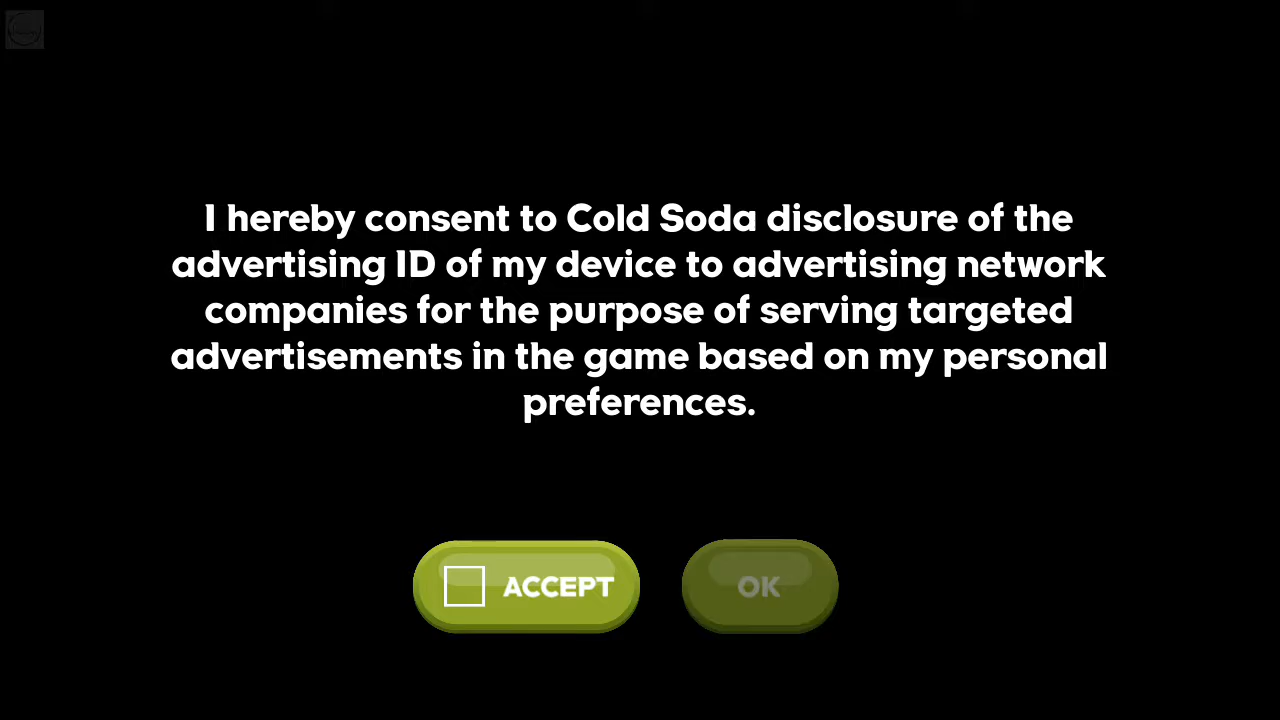 I hereby consent to Cold Soda disclosure of the
advertising ID of my device to advertising network
companies for the purpose of serving targeted
advertisements in the game based on my personal
preferences.
ACCEPT
OK